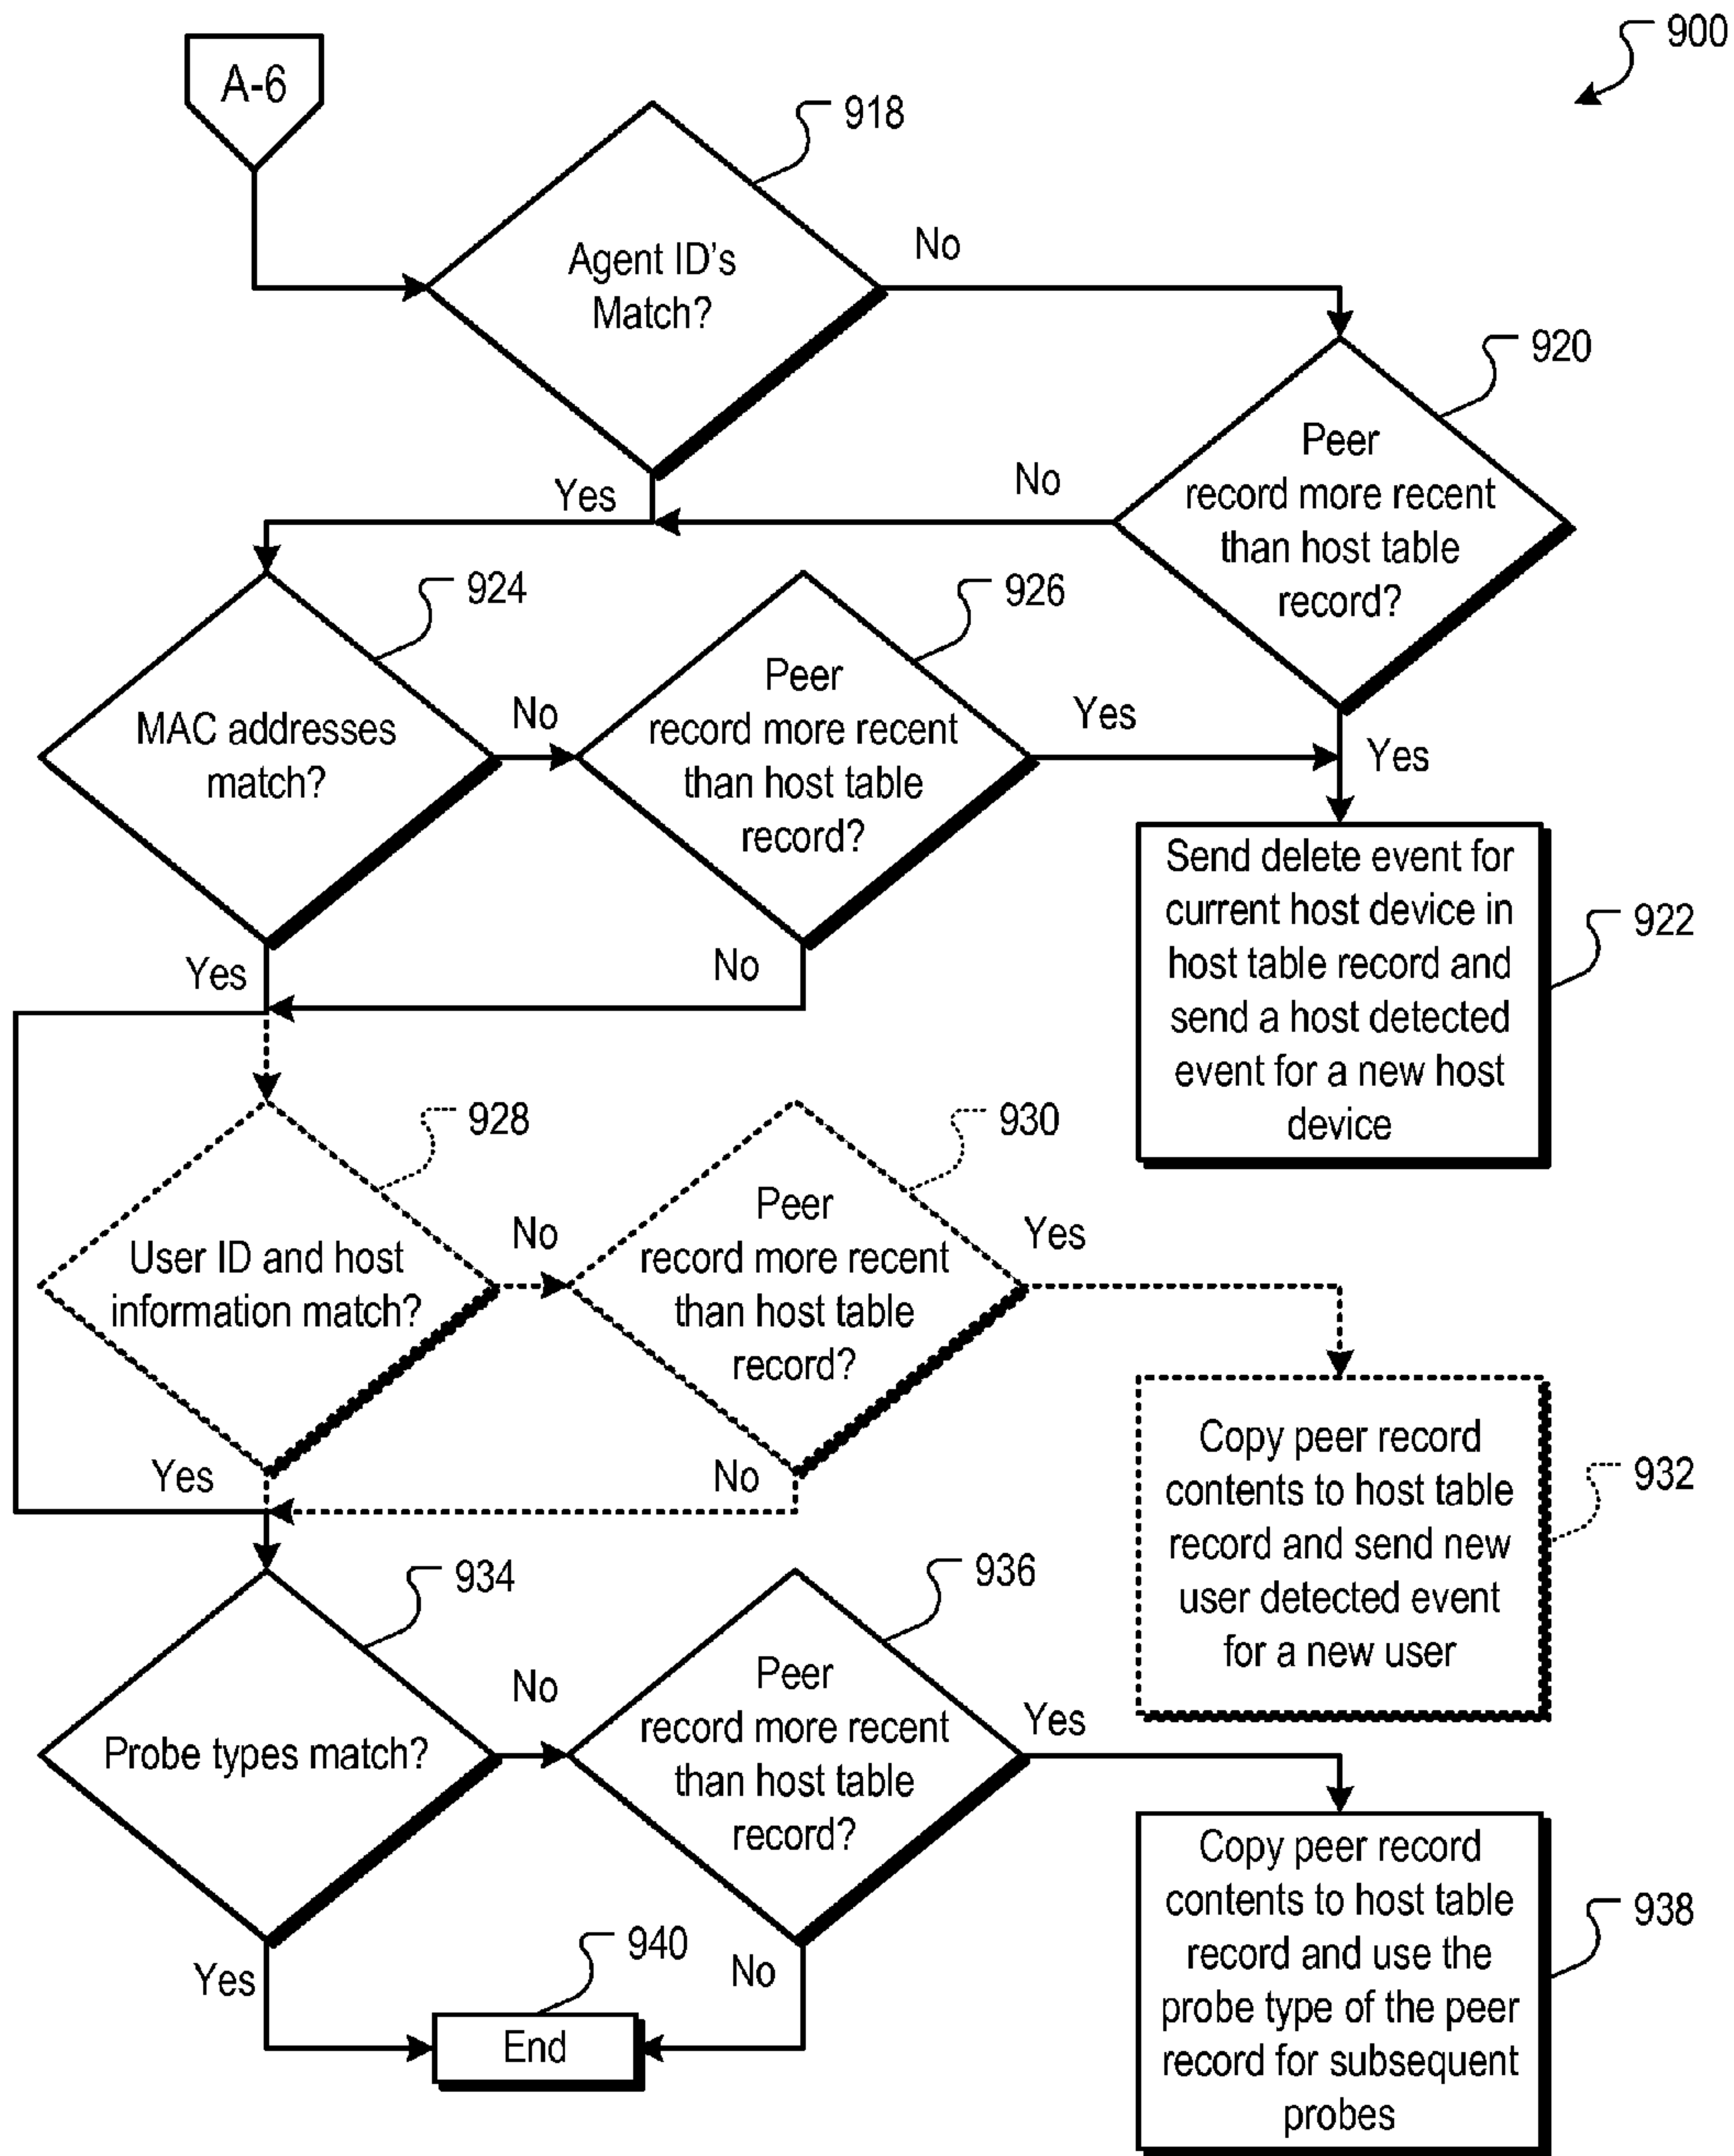 900
A-6
918
Agent ID's
Match?
No
920
Peer
record more recent
than host table
record?
No
Yes
924
MAC addresses
match?
No
926
Peer
record more recent
than host table
record?
Yes
Yes
922
Send delete event for
current host device in
host table record and
send a host detected
event for a new host
device
Yes
No
928
User ID and host
information match?
No
930
Peer
record more recent
than host table
record?
Yes
932
Copy peer record
contents to host table
record and send new
user detected event
for a new user
Yes
No
934
Probe types match?
No
936
Peer
record more recent
than host table
record?
Yes
938
Copy peer record
contents to host table
record and use the
probe type of the peer
record for subsequent
probes
Yes
No
940
End